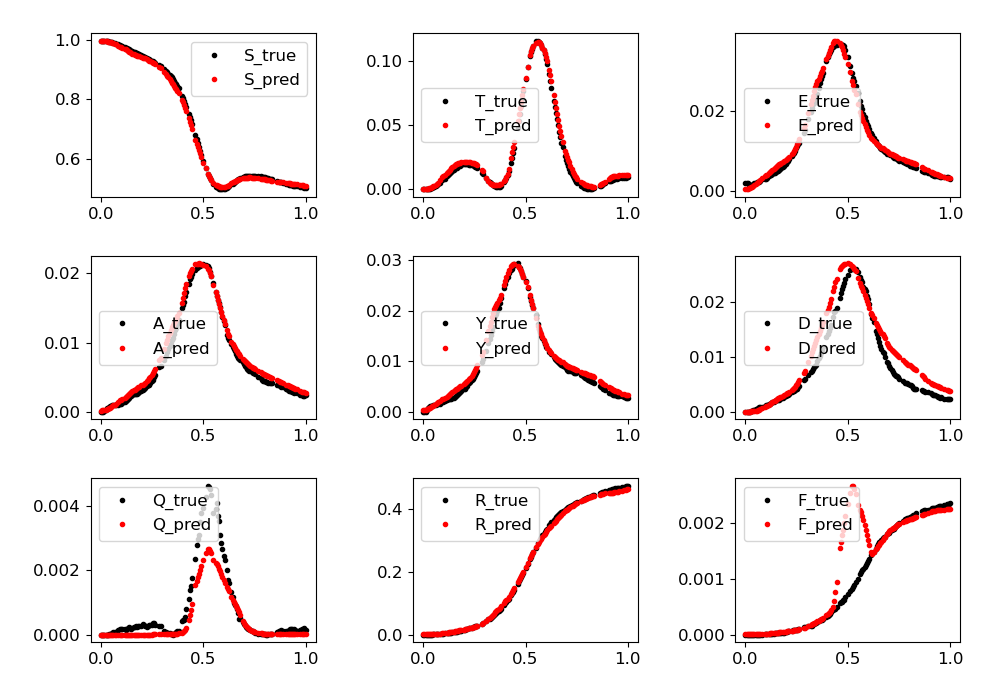 1.0
0.8
0.6
0.0 0.5 1.0
S_true
S_pred
0.10
0.05
0.00
0.0 0.5 1.0
T_true
T_pred
0.02
0.00
0.0 0.5 1.0
E_true
E_pred
0.02
0.01
0.00
0.0 0.5 1.0
A_true
A_pred
0.03
0.02
0.01
0.00
0.0 0.5 1.0
Y_true
Y_pred
0.02
0.01
0.00
0.0 0.5 1.0
D_true
D_pred
0.004
0.002
0.000
0.0 0.5 1.0
Q_true
Q_pred
0.4
0.2
0.0
0.0 0.5 1.0
R_true
R_pred
0.002
0.001
0.000
0.0 0.5 1.0
F_true
F_pred